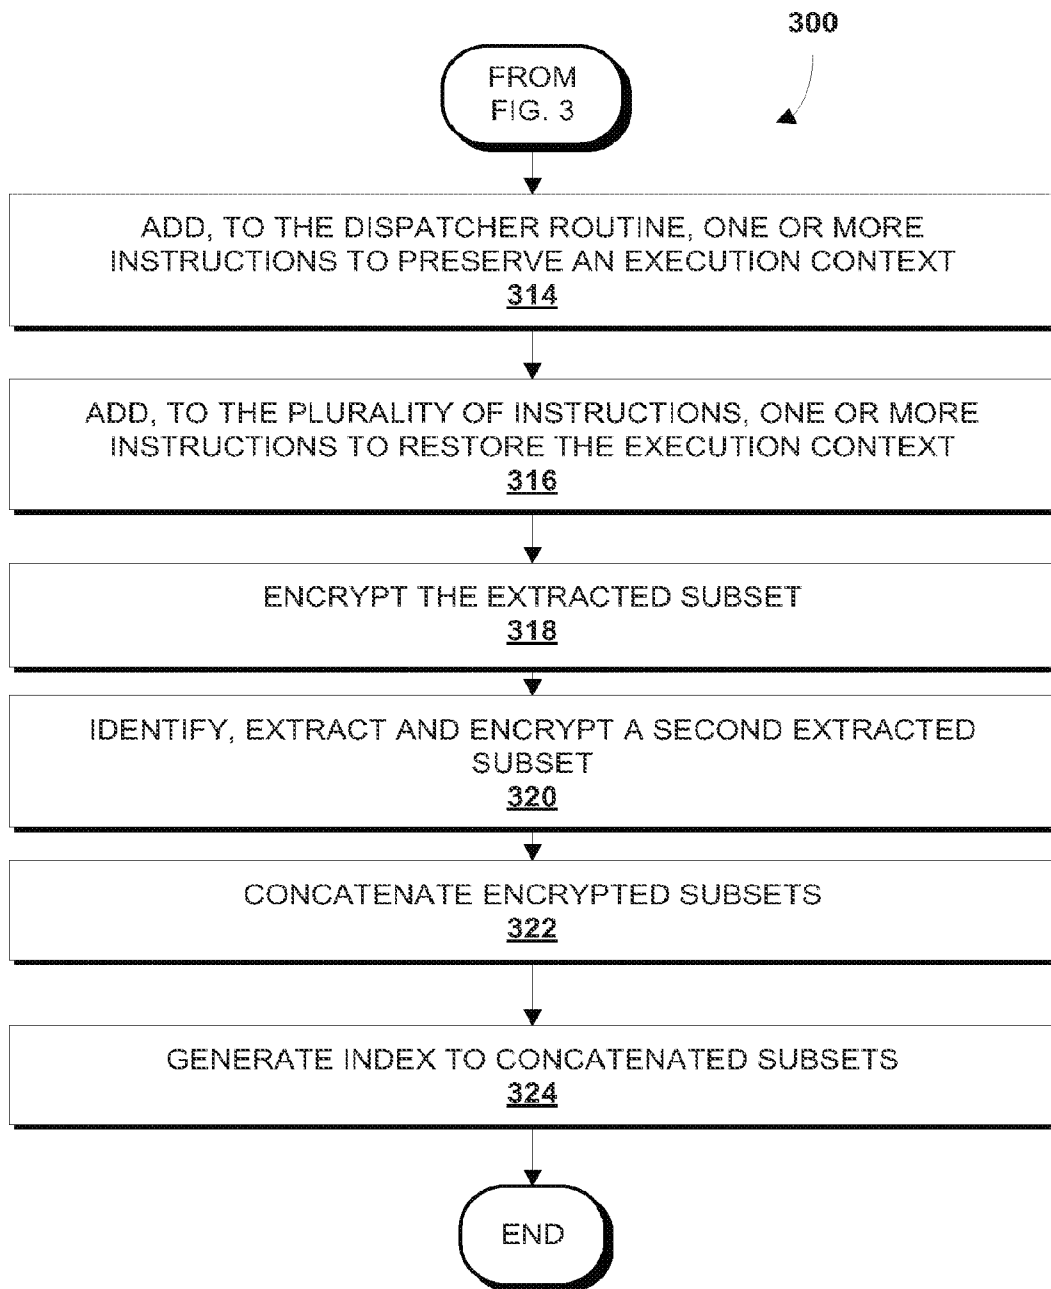 300
FROM
FIG. 3
ADD, TO THE DISPATCHER ROUTINE, ONE OR MORE
INSTRUCTIONS TO PRESERVE AN EXECUTION CONTEXT
314
ADD, TO THE PLURALITY OF INSTRUCTIONS, ONE OR MORE
INSTRUCTIONS TO RESTORE THE EXECUTION CONTEXT
316
ENCRYPT THE EXTRACTED SUBSET
318
IDENTIFY, EXTRACT AND ENCRYPT A SECOND EXTRACTED
SUBSET
320
CONCATENATE ENCRYPTED SUBSETS
322
GENERATE INDEX TO CONCATENATED SUBSETS
324
END